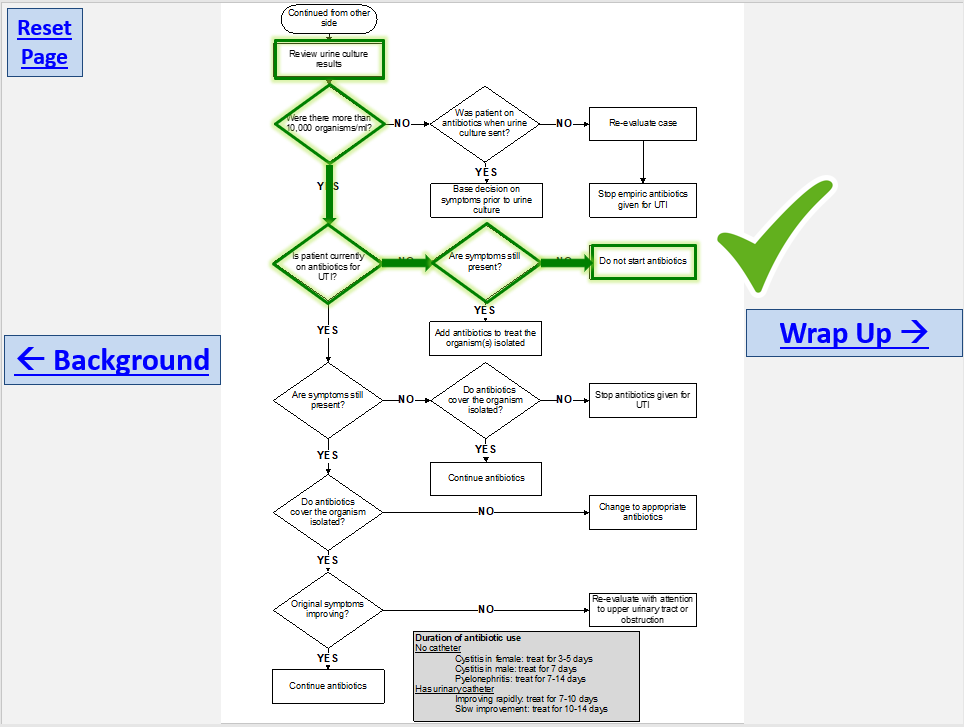 Reset
Page
Continued from other
side
Review urine culture
results
Were there more than
10,000 organisms/ml?
NO
Was patient on
antibiotics when urine
culture sent?
NO
Re-evaluate case
YES
YES
Base decision on
symptoms prior to urine
culture
Stop empiric antibiotics
given for UTI
Is patient currently
on antibiotics for
UTI?
NO
Are symptoms still
present?
NO
Do not start antibiotics
YES
YES
Add antibiotics to treat the
organism(s) isolated
← Background
Wrap Up →
Are symptoms still
present?
NO
Do antibiotics
cover the organism
isolated?
NO
Stop antibiotics given for
UTI
YES
YES
Continue antibiotics
Do antibiotics
cover the organism
isolated?
NO
Change to appropriate
antibiotics
YES
Original symptoms
improving?
NO
Re-evaluate with attention
to upper urinary tract or
obstruction
YES
Continue antibiotics
Duration of antibiotic use
No catheter
Cystitis in female: treat for 3-5 days
Cystitis in male: treat for 7 days
Pyelonephritis: treat for 7-14 days
Has urinary catheter
Improving rapidly: treat for 7-10 days
Slow improvement: treat for 10-14 days